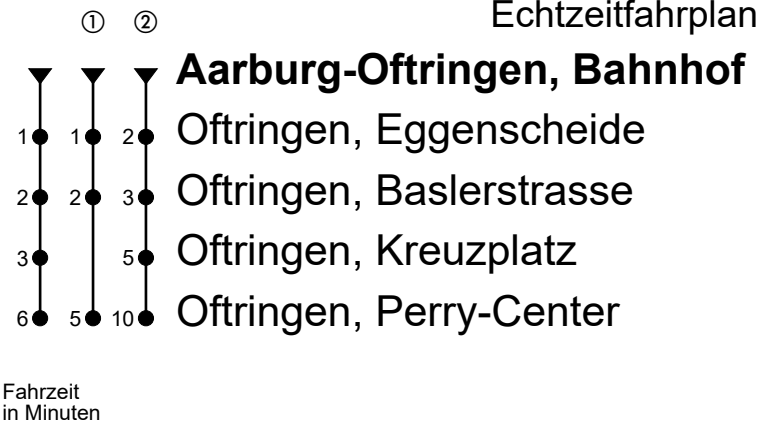 ① ② Echtzeitfahrplan
Aarburg-Oftringen, Bahnhof
1 1 2 Oftringen, Eggenscheide
2 2 3 Oftringen, Baslerstrasse
3 5 Oftringen, Kreuzplatz
6 5 10 Oftringen, Perry-Center
Fahrzeit
in Minuten